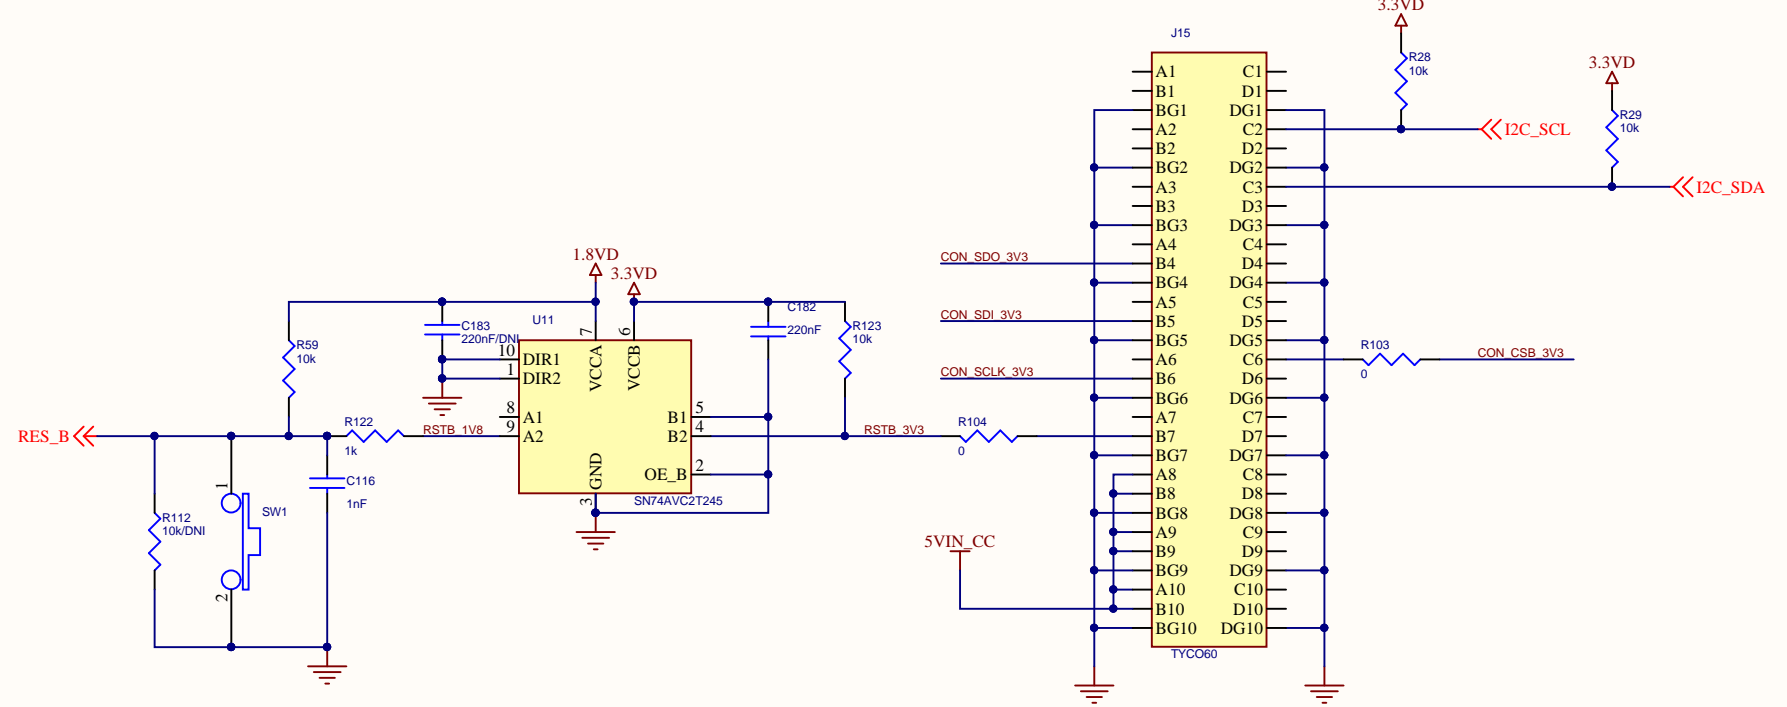 3.3VD
J15
R28
10k
3.3VD
R29
10k
I2C_SCL
I2C_SDA
A1 C1
B1 D1
BG1 DG1
A2 C2
B2 D2
BG2 DG2
A3 C3
B3 D3
BG3 DG3
A4 C4
B4 D4
BG4 DG4
A5 C5
B5 D5
BG5 DG5
A6 C6
B6 D6
BG6 DG6
A7 C7
B7 D7
BG7 DG7
A8 C8
B8 D8
BG8 DG8
A9 C9
B9 D9
BG9 DG9
A10 C10
B10 D10
BG10 DG10
TYCO60
CON_SDO_3V3
CON_SDI_3V3
CON_SCLK_3V3
R103
0
CON_CSB_3V3
1.8VD
3.3VD
C183
220nF/DNI
U11
C182
220nF
R123
10k
R59
10k
7
6
VCCA
VCCB
10 DIR1
1 DIR2
8 A1
9 A2
B1 5
B2 4
OE_B 2
GND
3
SN74AVC2T245
RES_B
R122
1k
RSTB_1V8
RSTB_3V3
R104
0
C116
1nF
1
2
SW1
R112
10k/DNI
5VIN_CC